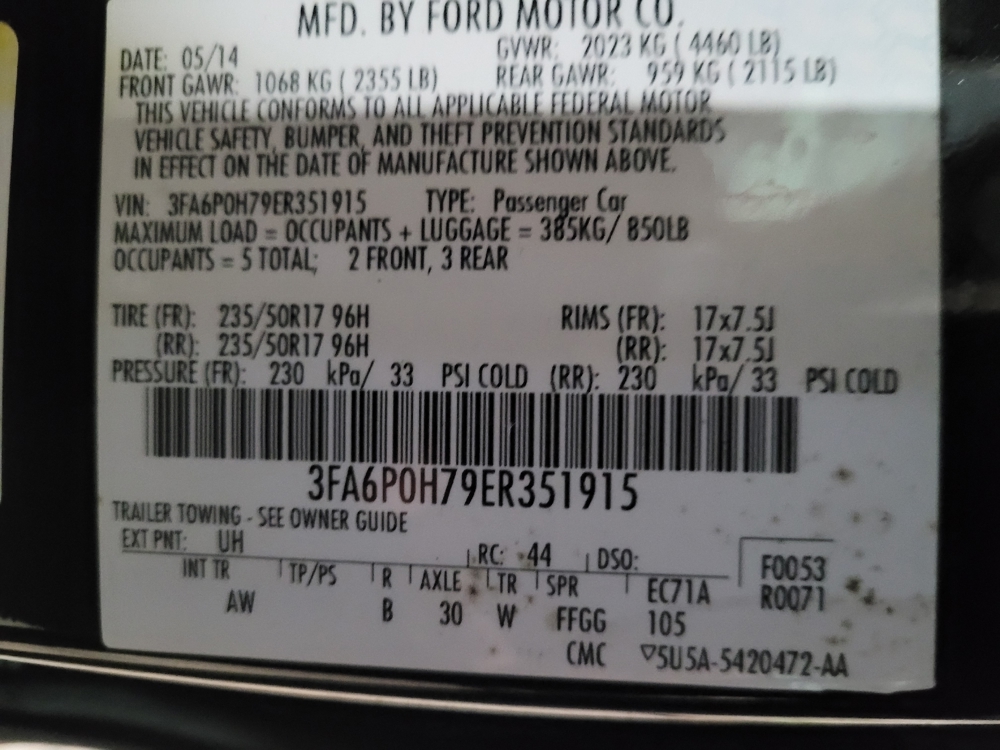 MFD. BY FORD MOTOR CO.
DATE: 05/14 GVWR: 2023 KG ( 4460 LB)
FRONT GAWR: 1068 KG ( 2355 LB) REAR GAWR: 959 KG ( 2115 LB)
THIS VEHICLE CONFORMS TO ALL APPLICABLE FEDERAL MOTOR
VEHICLE SAFETY, BUMPER, AND THEFT PREVENTION STANDARDS
IN EFFECT ON THE DATE OF MANUFACTURE SHOWN ABOVE.
VIN: 3FA6P0H79ER351915 TYPE: Passenger Car
MAXIMUM LOAD = OCCUPANTS + LUGGAGE = 385KG/ 850LB
OCCUPANTS = 5 TOTAL; 2 FRONT, 3 REAR
TIRE (FR): 235/50R17 96H RIMS (FR): 17x7.5J
(RR): 235/50R17 96H (RR): 17x7.5J
PRESSURE (FR): 230 kPa/ 33 PSI COLD (RR): 230 kPa/ 33 PSI COLD
3FA6P0H79ER351915
TRAILER TOWING - SEE OWNER GUIDE
EXT PNT: UH RC: 44 DSO: F0053
INT TR TP/PS R AXLE TR SPR EC71A R0071
AW B 30 W FFGG 105
CMC ▽5U5A-5420472-AA